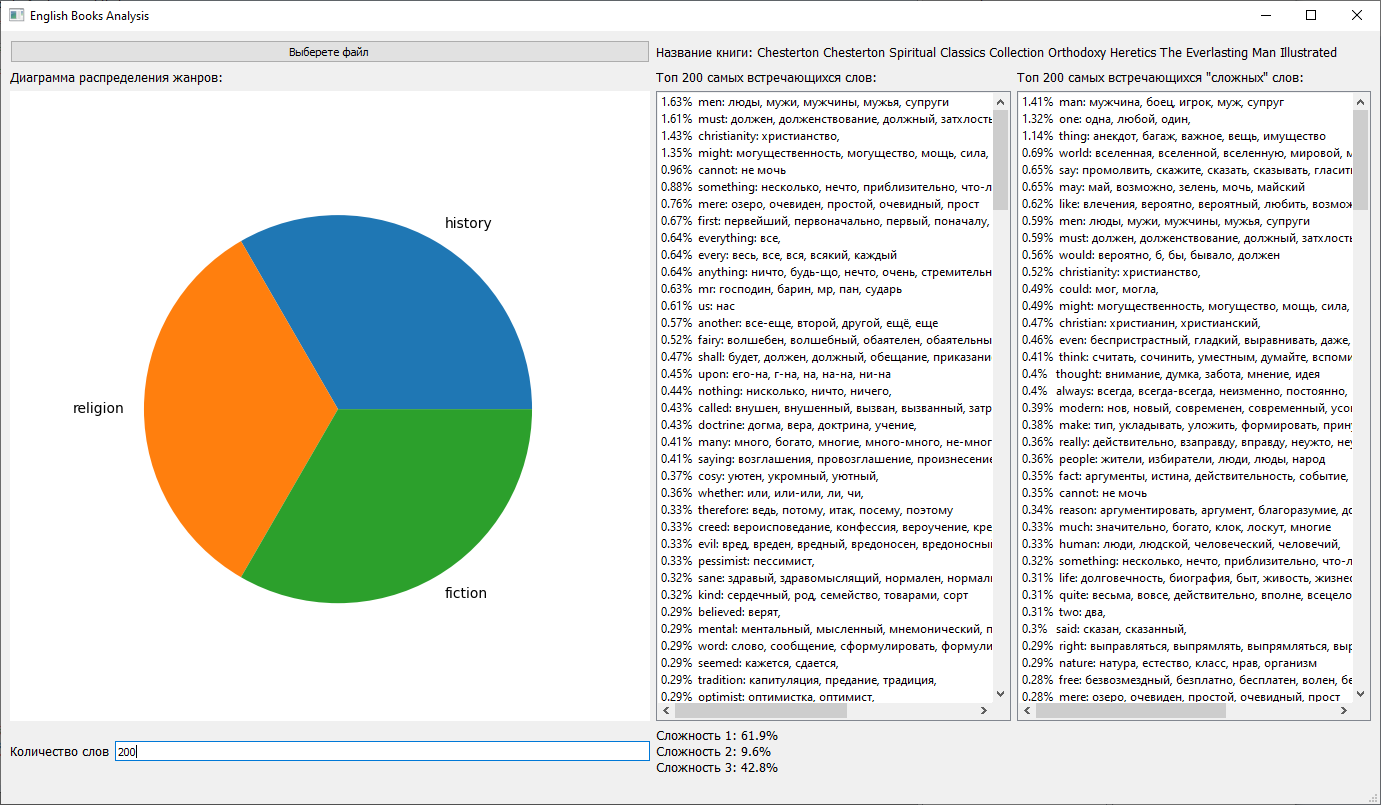 English Books Analysis
Выберете файл
Название книги: Chesterton Chesterton Spiritual Classics Collection Orthodoxy Heretics The Everlasting Man Illustrated
Диаграмма распределения жанров:
history
religion
fiction
Топ 200 самых встречающихся слов:
1.63% men: люды, мужи, мужчины, мужья, супруги
1.61% must: должен, долженствование, должный, затхлость
1.43% christianity: христианство,
1.35% might: могущественность, могущество, мощь, сила,
0.96% cannot: не мочь
0.88% something: несколько, нечто, приблизительно, что-л
0.76% mere: озеро, очевиден, простой, очевидный, прост
0.67% first: первейший, первоначально, первый, поначалу,
0.64% everything: все,
0.64% every: весь, все, вся, всякий, каждый
0.64% anything: ничто, будь-що, нечто, очень, стремительн
0.63% mr: господин, барин, мр, пан, сударь
0.61% us: нас
0.57% another: все-еще, второй, другой, ещё, еще
0.52% fairy: волшебен, волшебный, обаятелен, обаятельны
0.47% shall: будет, должен, должный, обещание, приказани
0.45% upon: его-на, г-на, на, на-на, ни-на
0.44% nothing: нисколько, ничто, ничего,
0.43% called: внушен, внушенный, вызван, вызванный, затр
0.43% doctrine: догма, вера, доктрина, учение,
0.41% many: много, богато, многие, много-много, не-мног
0.41% saying: возглашения, провозглашение, произнесение
0.37% cosy: уютен, укромный, уютный,
0.36% whether: или, или-или, ли, чи,
0.33% therefore: ведь, потому, итак, посему, поэтому
0.33% creed: вероисповедание, конфессия, вероучение, кре
0.33% evil: вред, вреден, вредный, вредоносен, вредоносны
0.33% pessimist: пессимист,
0.32% sane: здравый, здравомыслящий, нормален, нормаль
0.32% kind: сердечный, род, семейство, товарами, сорт
0.29% believed: верят,
0.29% mental: ментальный, мысленный, мнемонический, п
0.29% word: слово, сообщение, сформулировать, формули
0.29% seemed: кажется, сдается,
0.29% tradition: капитуляция, предание, традиция,
0.29% optimist: оптимистка, оптимист,
Топ 200 самых встречающихся "сложных" слов:
1.41% man: мужчина, боец, игрок, муж, супруг
1.32% one: одна, любой, один,
1.14% thing: анекдот, багаж, важное, вещь, имущество
0.69% world: вселенная, вселенной, вселенную, мировой, м
0.65% say: промолвить, скажите, сказать, сказывать, гласить
0.65% may: май, возможно, зелень, мочь, майский
0.62% like: влечения, вероятно, вероятный, любить, возмож
0.59% men: люды, мужи, мужчины, мужья, супруги
0.59% must: должен, долженствование, должный, затхлость
0.56% would: вероятно, б, бы, бывало, должен
0.52% christianity: христианство,
0.49% could: мог, могла,
0.49% might: могущественность, могущество, мощь, сила,
0.47% christian: христианин, христианский,
0.46% even: беспристрастный, гладкий, выравнивать, даже,
0.41% think: считать, сочинить, уместным, думайте, вспоми
0.4% thought: внимание, думка, забота, мнение, идея
0.4% always: всегда, всегда-всегда, неизменно, постоянно,
0.39% modern: нов, новый, современен, современный, усо
0.38% make: тип, укладывать, уложить, формировать, прин
0.36% really: действительно, взаправду, вправду, неужто, не
0.36% people: жители, избиратели, люди, люды, народ
0.35% fact: аргументы, истина, действительность, событие,
0.35% cannot: не мочь
0.34% reason: аргументировать, аргумент, благоразумие, до
0.33% much: значительно, богато, клок, лоскут, многие
0.33% human: люди, людской, человеческий, человечий,
0.32% something: несколько, нечто, приблизительно, что-л
0.31% life: долговечность, биография, быт, живость, жизнес
0.31% quite: весьма, вовсе, действительно, вполне, всецело
0.31% two: два,
0.3% said: сказан, сказанный,
0.29% right: выправляться, выпрямлять, выпрямляться, выр
0.29% nature: натура, естество, класс, нрав, организм
0.28% free: безвозмездный, безплатно, бесплатен, волен, бе
0.28% mere: озеро, очевиден, простой, очевидный, прост
Количество слов 200
Сложность 1: 61.9%
Сложность 2: 9.6%
Сложность 3: 42.8%